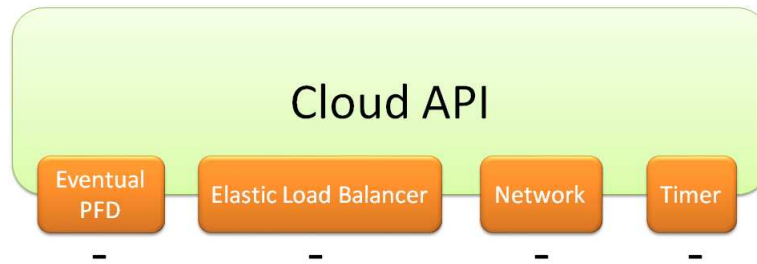 Cloud API
Eventual
PFD
Elastic Load Balancer
Network
Timer
- - - -